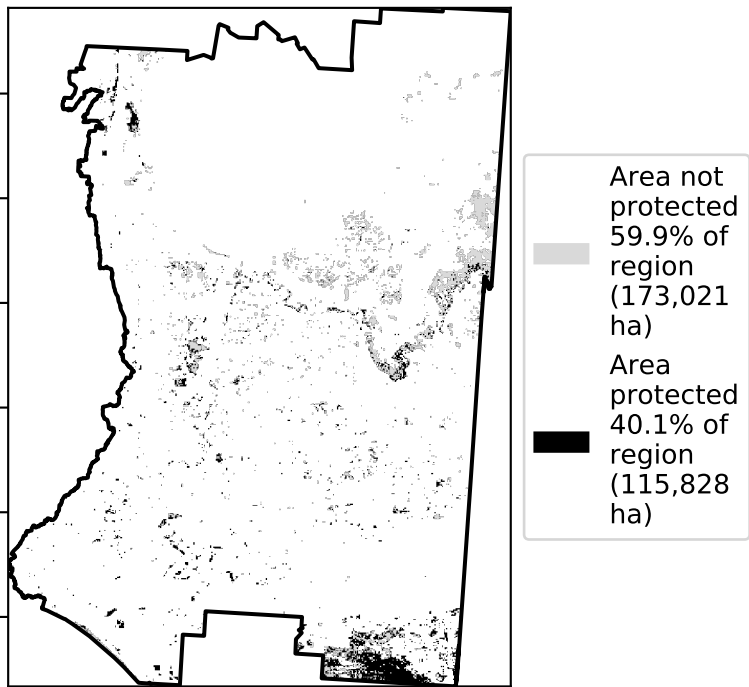 Area not
protected
59.9% of
region
(173,021
ha)
Area
protected
40.1% of
region
(115,828
ha)